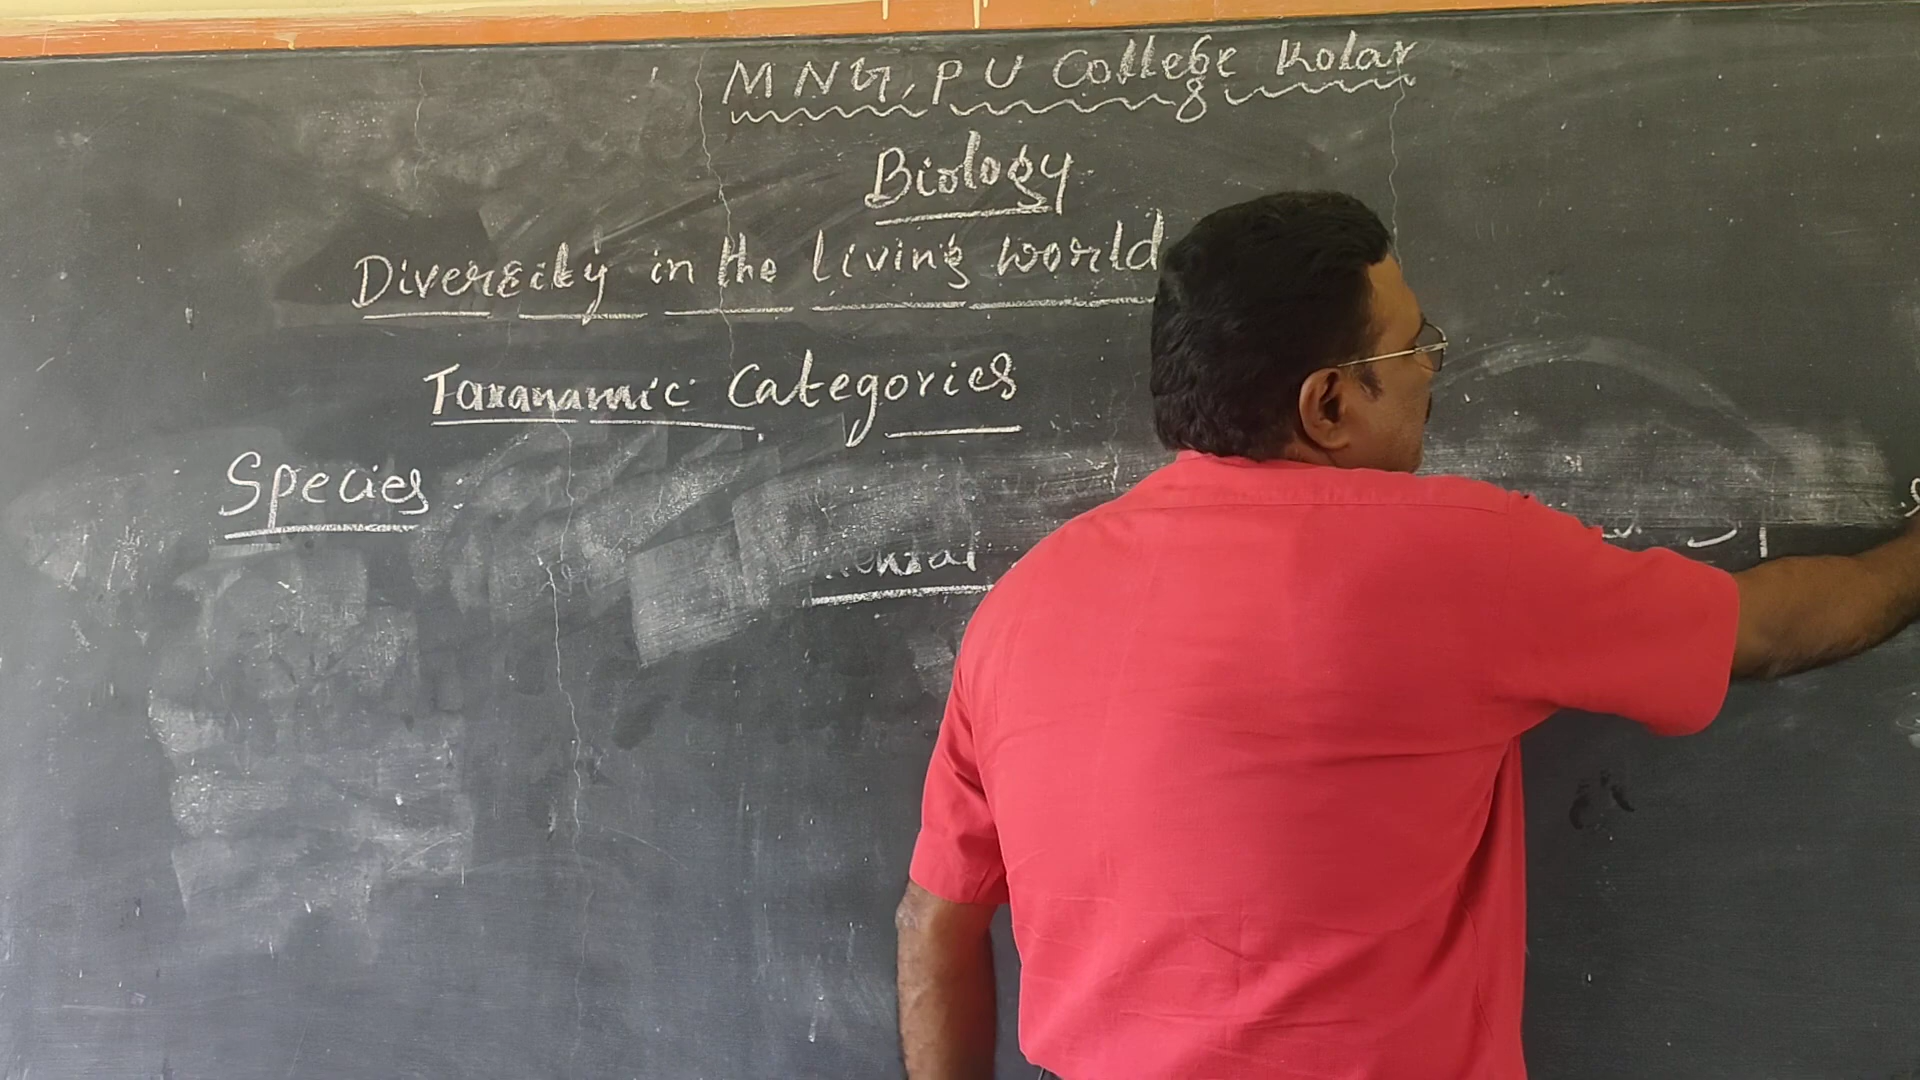 MNG, PU College Kolar
Biology
Diversity in the living world
Taxanamic Categories
Species: